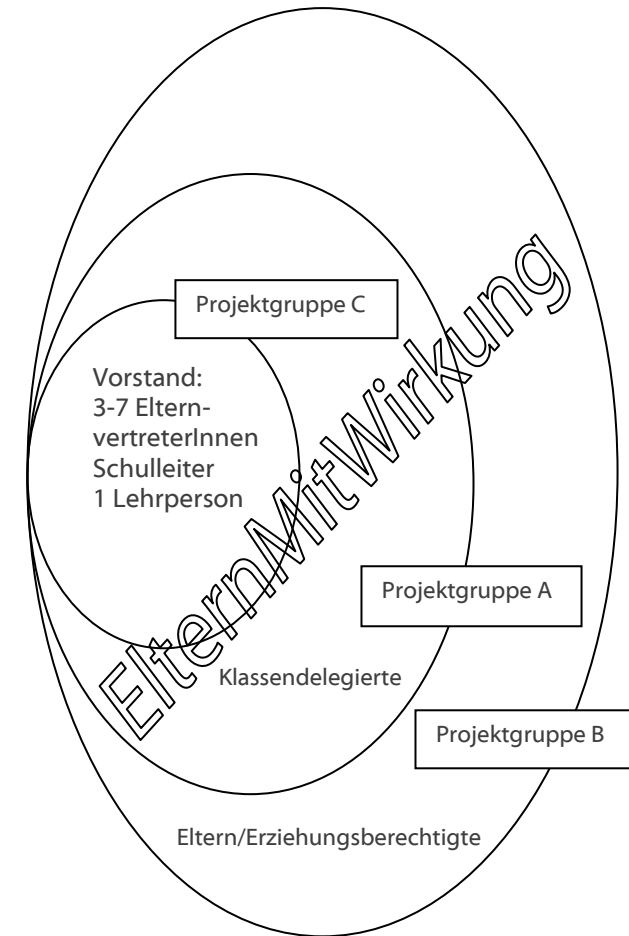 Projektgruppe C
Vorstand:
3-7 Eltern-
vertreterInnen
Schulleiter
1 Lehrperson
ElternMitWirkung
Projektgruppe A
Klassendelegierte
Projektgruppe B
Eltern/Erziehungsberechtigte